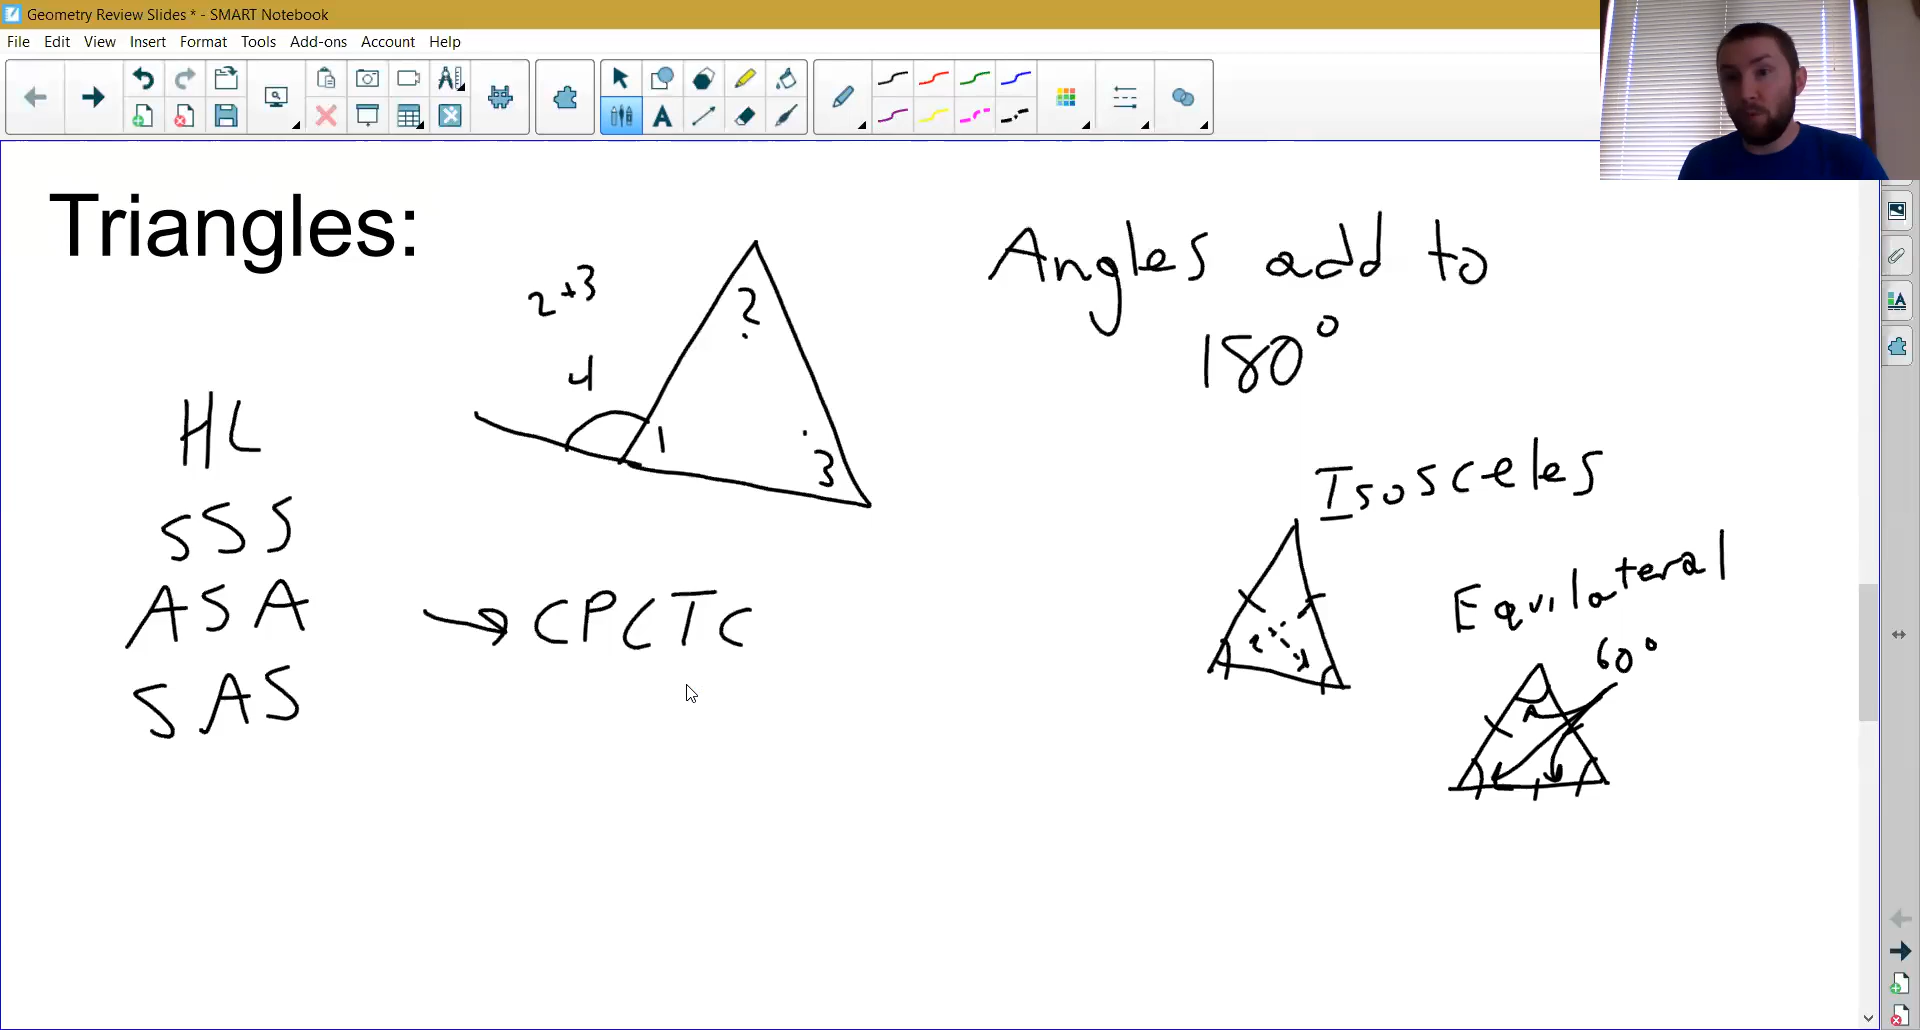 Geometry Review Slides * - SMART Notebook
File Edit View Insert Format Tools Add-ons Account Help
Triangles:
Angles add to
180°
2+3
2
4
1
3
HL
SSS
ASA
SAS
CPCTC
Isosceles
Equilateral
60°